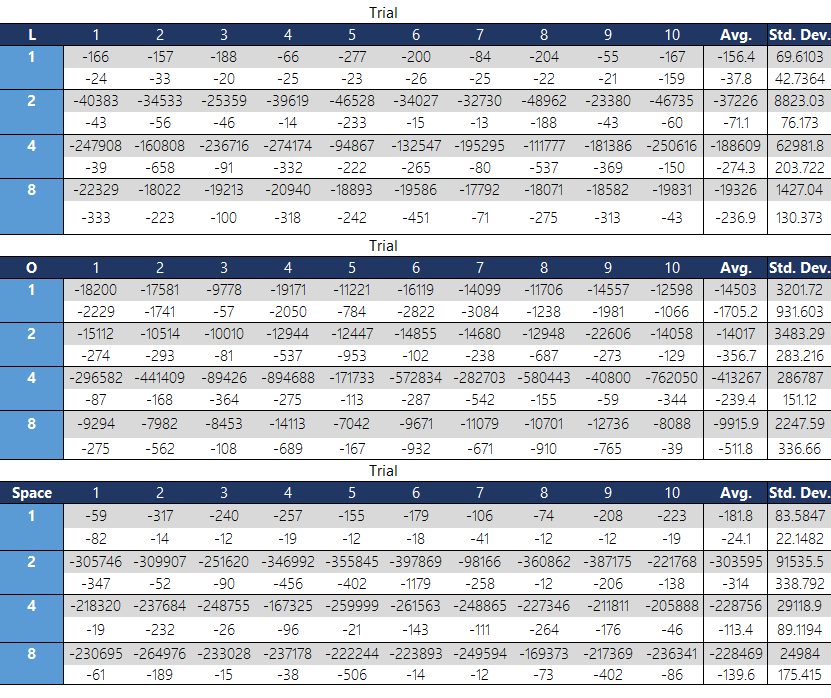 Trial
L 1 2 3 4 5 6 7 8 9 10 Avg. Std. Dev.
1 -166 -157 -188 -66 -277 -200 -84 -204 -55 -167 -156.4 69.6103
-24 -33 -20 -25 -23 -26 -25 -22 -21 -159 -37.8 42.7364
2 -40383 -34533 -25359 -39619 -46528 -34027 -32730 -48962 -23380 -46735 -37226 8823.03
-43 -56 -46 -14 -233 -15 -13 -188 -43 -60 -71.1 76.173
4 -247908 -160808 -236716 -274174 -94867 -132547 -195295 -111777 -181386 -250616 -188609 62981.8
-39 -658 -91 -332 -222 -265 -80 -537 -369 -150 -274.3 203.722
8 -22329 -18022 -19213 -20940 -18893 -19586 -17792 -18071 -18582 -19831 -19326 1427.04
-333 -223 -100 -318 -242 -451 -71 -275 -313 -43 -236.9 130.373
Trial
O 1 2 3 4 5 6 7 8 9 10 Avg. Std. Dev.
1 -18200 -17581 -9778 -19171 -11221 -16119 -14099 -11706 -14557 -12598 -14503 3201.72
-2229 -1741 -57 -2050 -784 -2822 -3084 -1238 -1981 -1066 -1705.2 931.603
2 -15112 -10514 -10010 -12944 -12447 -14855 -14680 -12948 -22606 -14058 -14017 3483.29
-274 -293 -81 -537 -953 -102 -238 -687 -273 -129 -356.7 283.216
4 -296582 -441409 -89426 -894688 -171733 -572834 -282703 -580443 -40800 -762050 -413267 286787
-87 -168 -364 -275 -113 -287 -542 -155 -59 -344 -239.4 151.12
8 -9294 -7982 -8453 -14113 -7042 -9671 -11079 -10701 -12736 -8088 -9915.9 2247.59
-275 -562 -108 -689 -167 -932 -671 -910 -765 -39 -511.8 336.66
Trial
Space 1 2 3 4 5 6 7 8 9 10 Avg. Std. Dev.
1 -59 -317 -240 -257 -155 -179 -106 -74 -208 -223 -181.8 83.5847
-82 -14 -12 -19 -12 -18 -41 -12 -12 -19 -24.1 22.1482
2 -305746 -309907 -251620 -346992 -355845 -397869 -98166 -360862 -387175 -221768 -303595 91535.5
-347 -52 -90 -456 -402 -1179 -258 -12 -206 -138 -314 338.792
4 -218320 -237684 -248755 -167325 -259999 -261563 -248865 -227346 -211811 -205888 -228756 29118.9
-19 -232 -26 -96 -21 -143 -111 -264 -176 -46 -113.4 89.1194
8 -230695 -264976 -233028 -237178 -222244 -223893 -249594 -169373 -217369 -236341 -228469 24984
-61 -189 -15 -38 -506 -14 -12 -73 -402 -86 -139.6 175.415